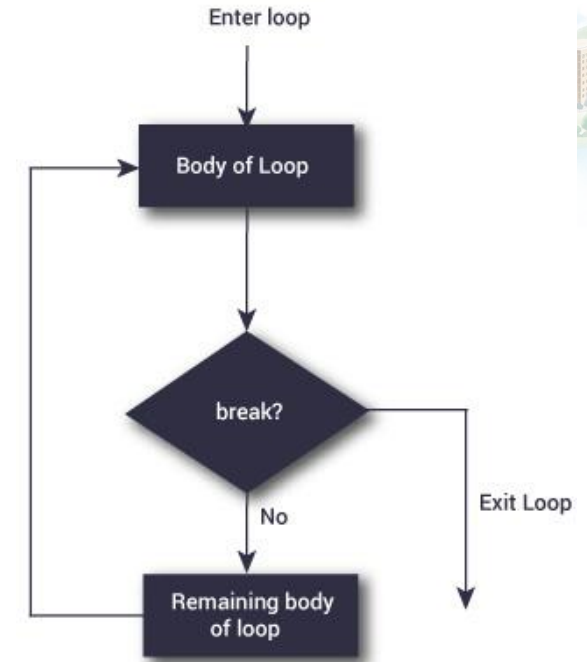 Enter loop
Body of Loop
break?
No
Exit Loop
Remaining body
of loop